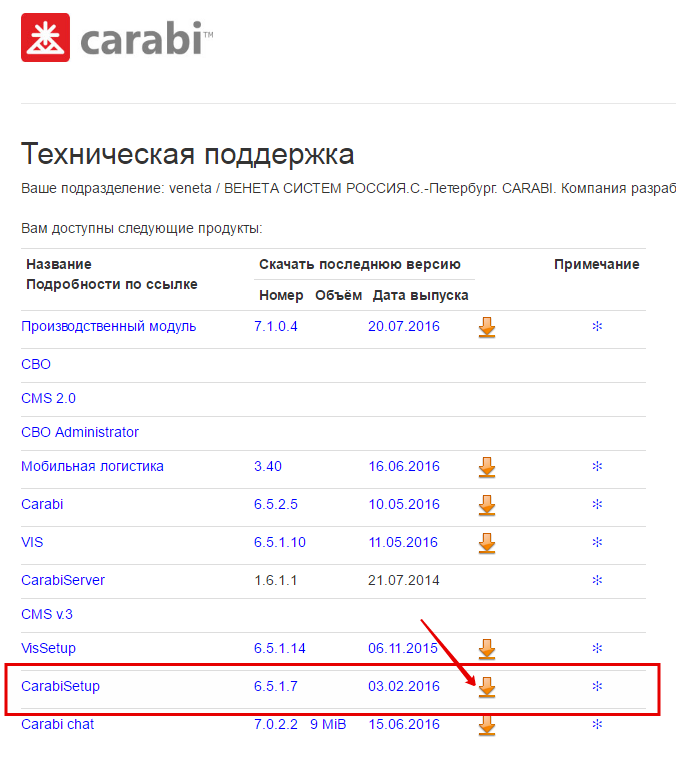 carabi™
Техническая поддержка
Ваше подразделение: veneta / ВЕНЕТА СИСТЕМ РОССИЯ.С.-Петербург. CARABI. Компания разраб
Вам доступны следующие продукты:
Название Скачать последнюю версию Примечание
Подробности по ссылке
Номер Объём Дата выпуска
Производственный модуль 7.1.0.4 20.07.2016 *
CBO
CMS 2.0
CBO Administrator
Мобильная логистика 3.40 16.06.2016 *
Carabi 6.5.2.5 10.05.2016 *
VIS 6.5.1.10 11.05.2016 *
CarabiServer 1.6.1.1 21.07.2014 *
CMS v.3
VisSetup 6.5.1.14 06.11.2015 *
CarabiSetup 6.5.1.7 03.02.2016 *
Carabi chat 7.0.2.2 9 MiB 15.06.2016 *